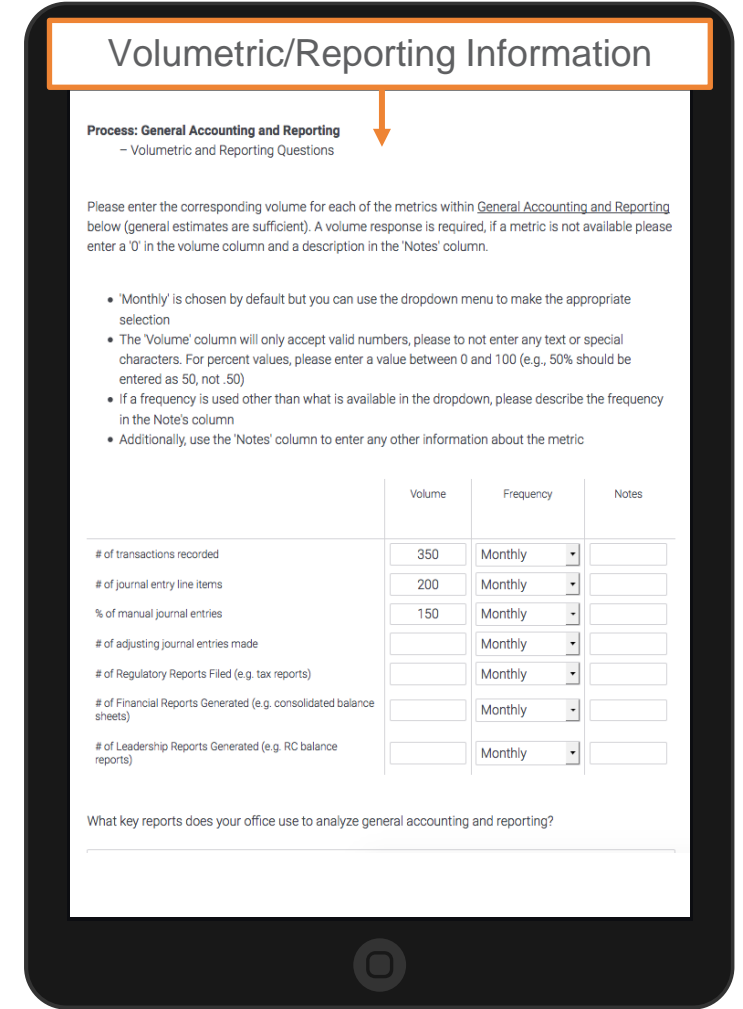 Volumetric/Reporting Information
Process: General Accounting and Reporting
– Volumetric and Reporting Questions
Please enter the corresponding volume for each of the metrics within General Accounting and Reporting
below (general estimates are sufficient). A volume response is required, if a metric is not available please
enter a '0' in the volume column and a description in the 'Notes' column.
• 'Monthly' is chosen by default but you can use the dropdown menu to make the appropriate
selection
• The 'Volume' column will only accept valid numbers, please to not enter any text or special
characters. For percent values, please enter a value between 0 and 100 (e.g., 50% should be
entered as 50, not .50)
• If a frequency is used other than what is available in the dropdown, please describe the frequency
in the Note's column
• Additionally, use the 'Notes' column to enter any other information about the metric
Volume Frequency Notes
# of transactions recorded 350 Monthly
# of journal entry line items 200 Monthly
% of manual journal entries 150 Monthly
# of adjusting journal entries made Monthly
# of Regulatory Reports Filed (e.g. tax reports) Monthly
# of Financial Reports Generated (e.g. consolidated balance
sheets) Monthly
# of Leadership Reports Generated (e.g. RC balance
reports) Monthly
What key reports does your office use to analyze general accounting and reporting?